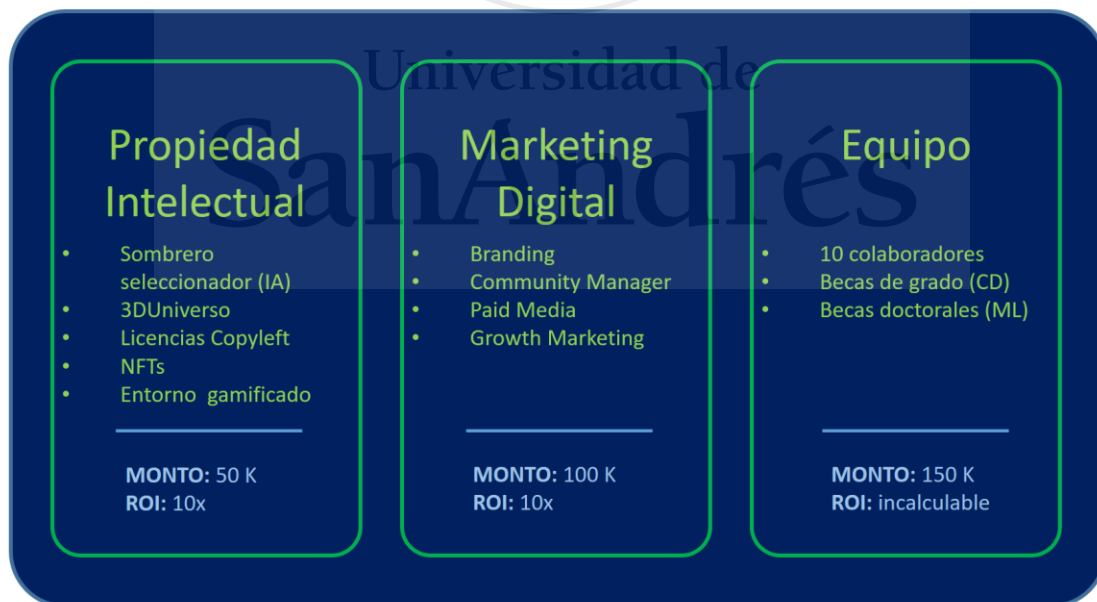 Universidad de
SanAndrés
Propiedad
Intelectual
• Sombrero
seleccionador (IA)
• 3DUniverso
• Licencias Copyleft
• NFTs
• Entorno gamificado
MONTO: 50 K
ROI: 10x
Marketing
Digital
• Branding
• Community Manager
• Paid Media
• Growth Marketing
MONTO: 100 K
ROI: 10x
Equipo
• 10 colaboradores
• Becas de grado (CD)
• Becas doctorales (ML)
MONTO: 150 K
ROI: incalculable